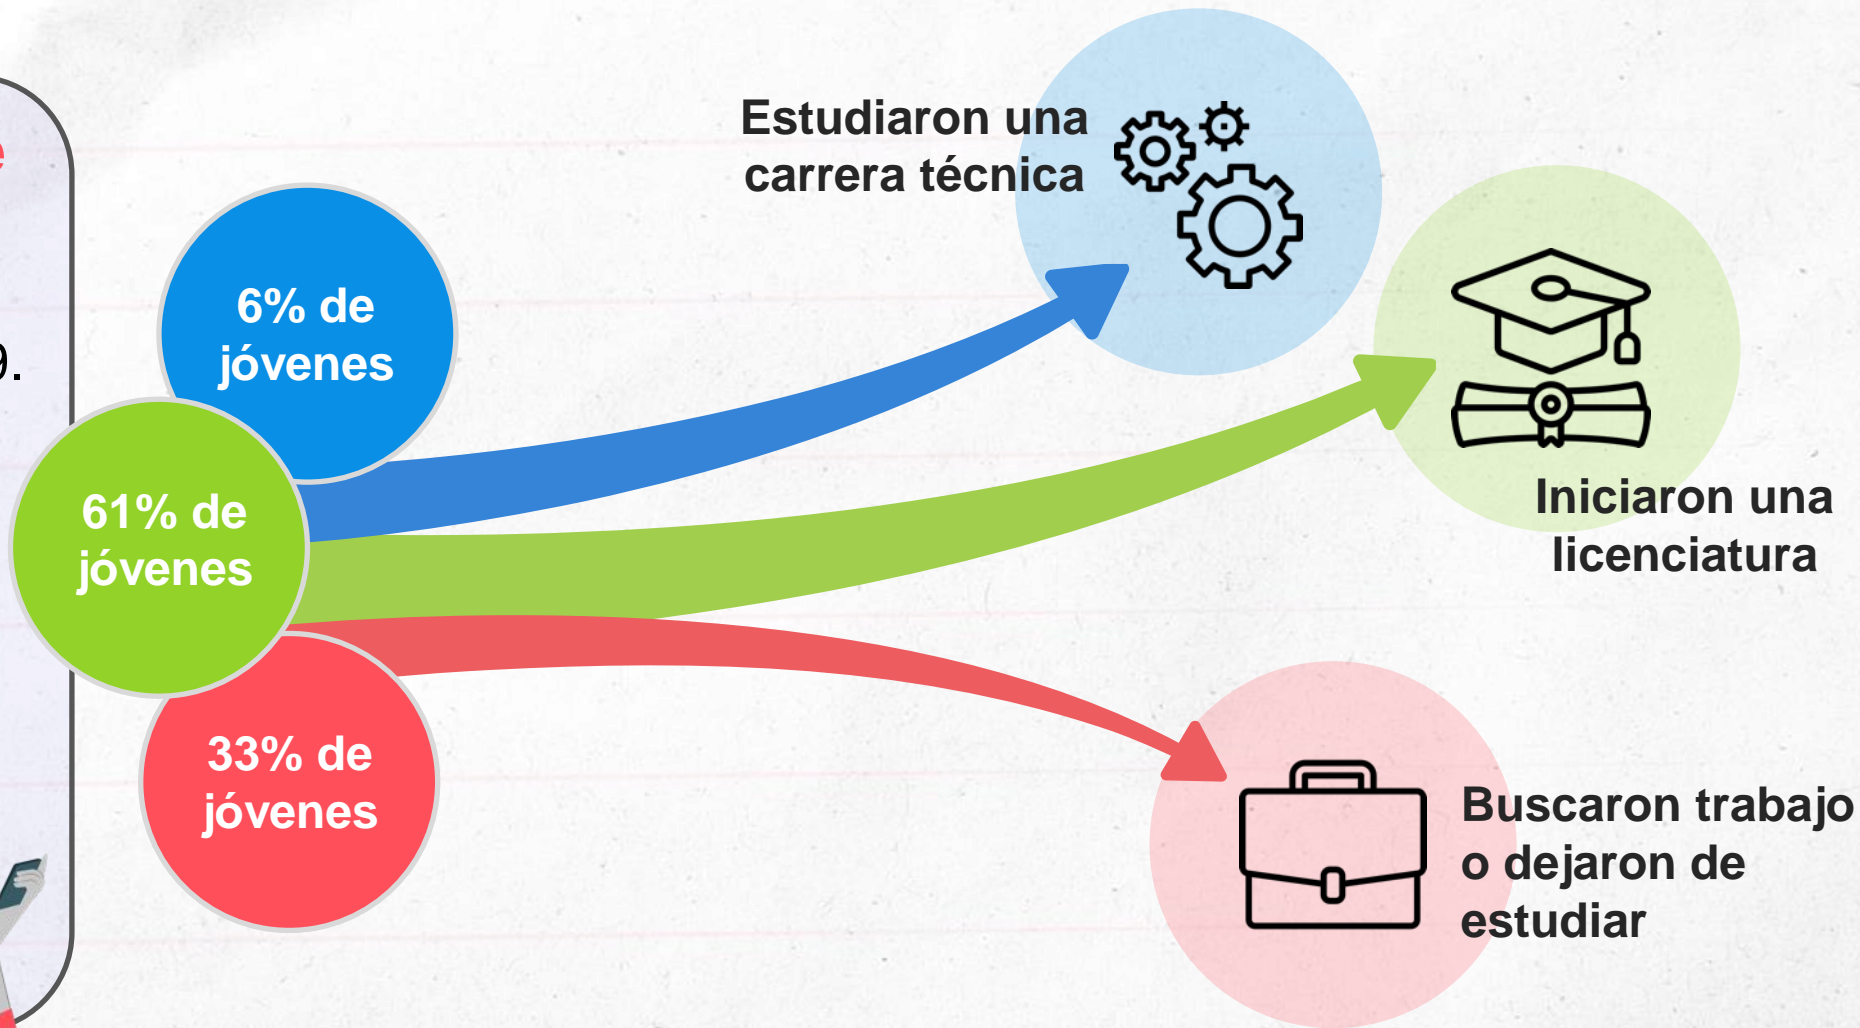 e
9.
6% de
jóvenes
61% de
jóvenes
33% de
jóvenes
Estudiaron una
carrera técnica
Iniciaron una
licenciatura
Buscaron trabajo
o dejaron de
estudiar